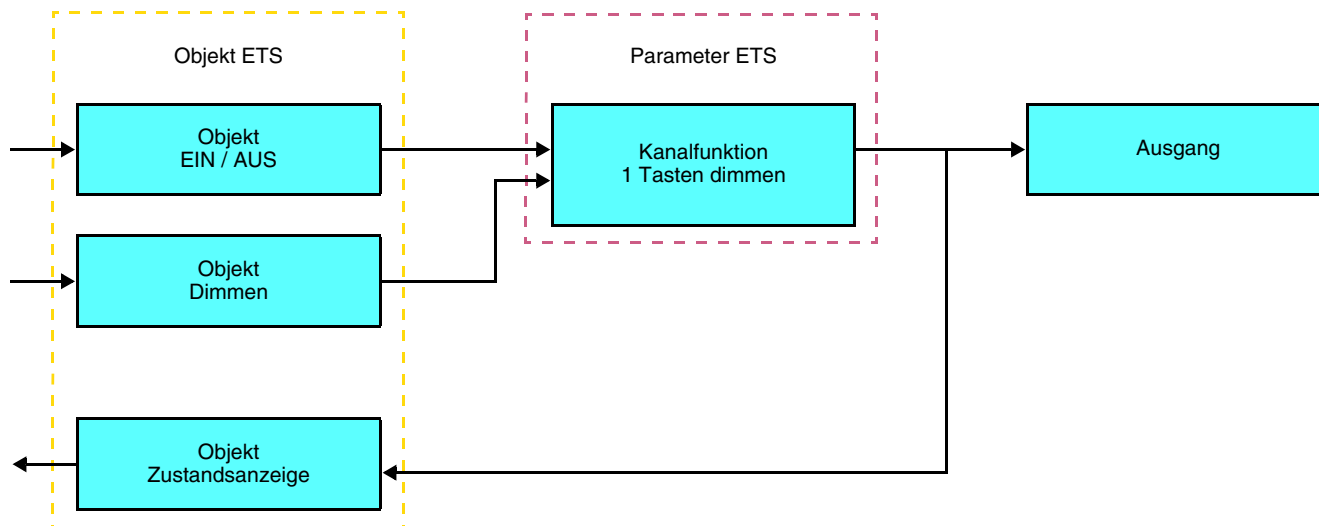 Objekt ETS
Parameter ETS
Objekt
EIN / AUS
Kanalfunktion
1 Tasten dimmen
Ausgang
Objekt
Dimmen
Objekt
Zustandsanzeige